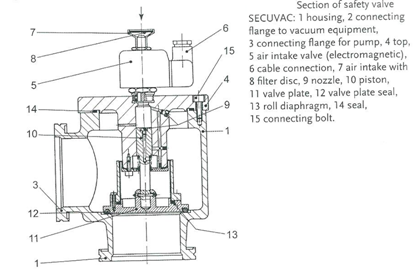 Section of safety valve
SECUVAC: 1 housing, 2 connecting
flange to vacuum equipment,
3 connecting flange for pump, 4 top,
5 air intake valve (electromagnetic),
6 cable connection, 7 air intake with
8 filter disc, 9 nozzle, 10 piston,
11 valve plate, 12 valve plate seal,
13 roll diaphragm, 14 seal,
15 connecting bolt.
7
8
6
5
15
4
14
9
10
1
3
12
11
13
1